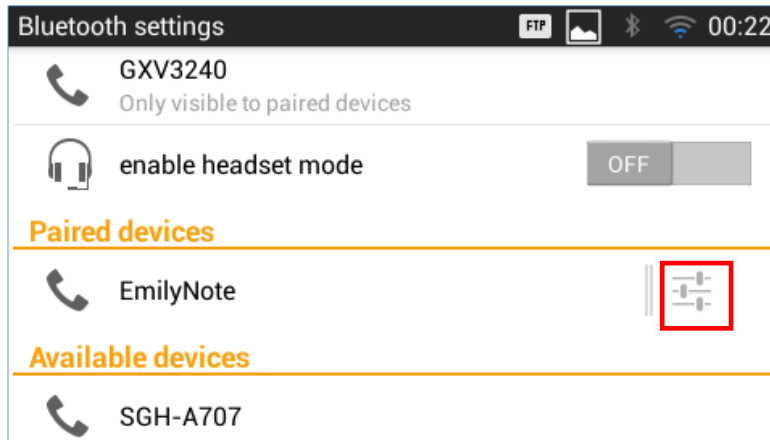 Bluetooth settings FTP 00:22
GXV3240
Only visible to paired devices
enable headset mode OFF
Paired devices
EmilyNote
Available devices
SGH-A707